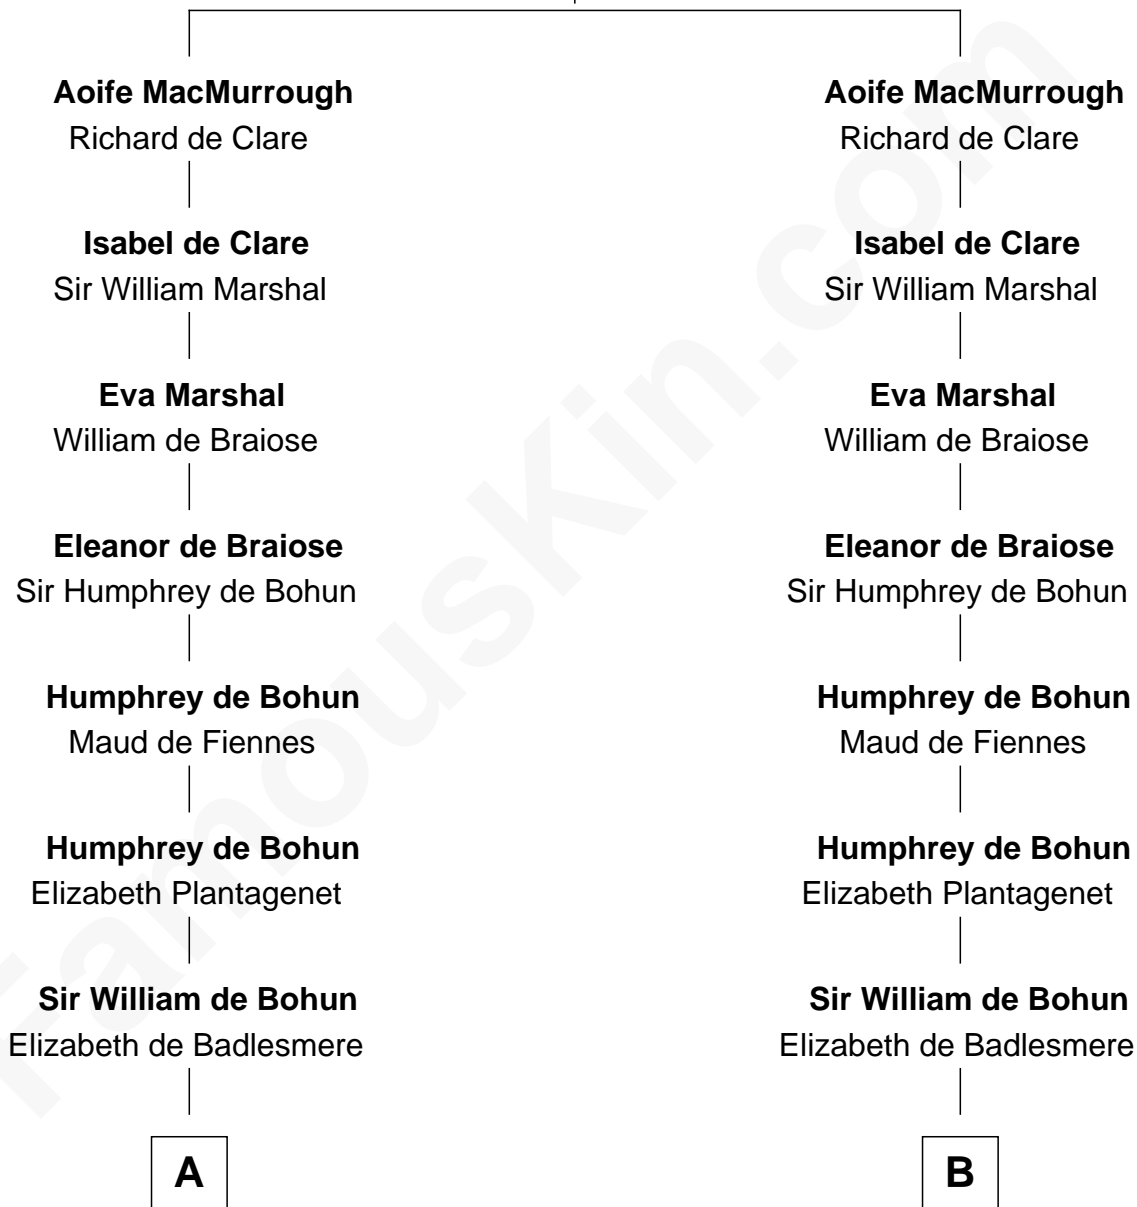 Aoife MacMurrough
Richard de Clare
Isabel de Clare
Sir William Marshal
Eva Marshal
William de Braiose
Eleanor de Braiose
Sir Humphrey de Bohun
Humphrey de Bohun
Maud de Fiennes
Humphrey de Bohun
Elizabeth Plantagenet
Sir William de Bohun
Elizabeth de Badlesmere
A
Aoife MacMurrough
Richard de Clare
Isabel de Clare
Sir William Marshal
Eva Marshal
William de Braiose
Eleanor de Braiose
Sir Humphrey de Bohun
Humphrey de Bohun
Maud de Fiennes
Humphrey de Bohun
Elizabeth Plantagenet
Sir William de Bohun
Elizabeth de Badlesmere
B
FamousKin.com